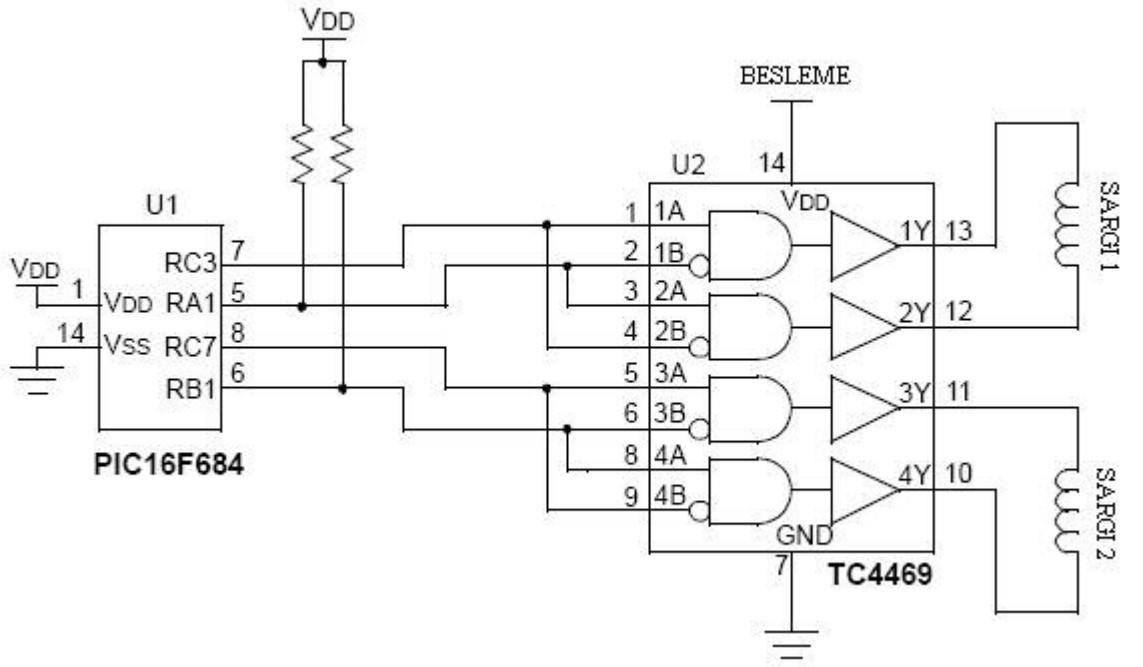 VDD
BESLEME
U1
U2
14
VDD
VDD
1
VDD
14
VSS
RC3
7
RA1
5
RC7
8
RB1
6
PIC16F684
1
1A
2
1B
3
2A
4
2B
5
3A
6
3B
8
4A
9
4B
1Y
13
2Y
12
3Y
11
4Y
10
GND
7
TC4469
SARGI 1
SARGI 2